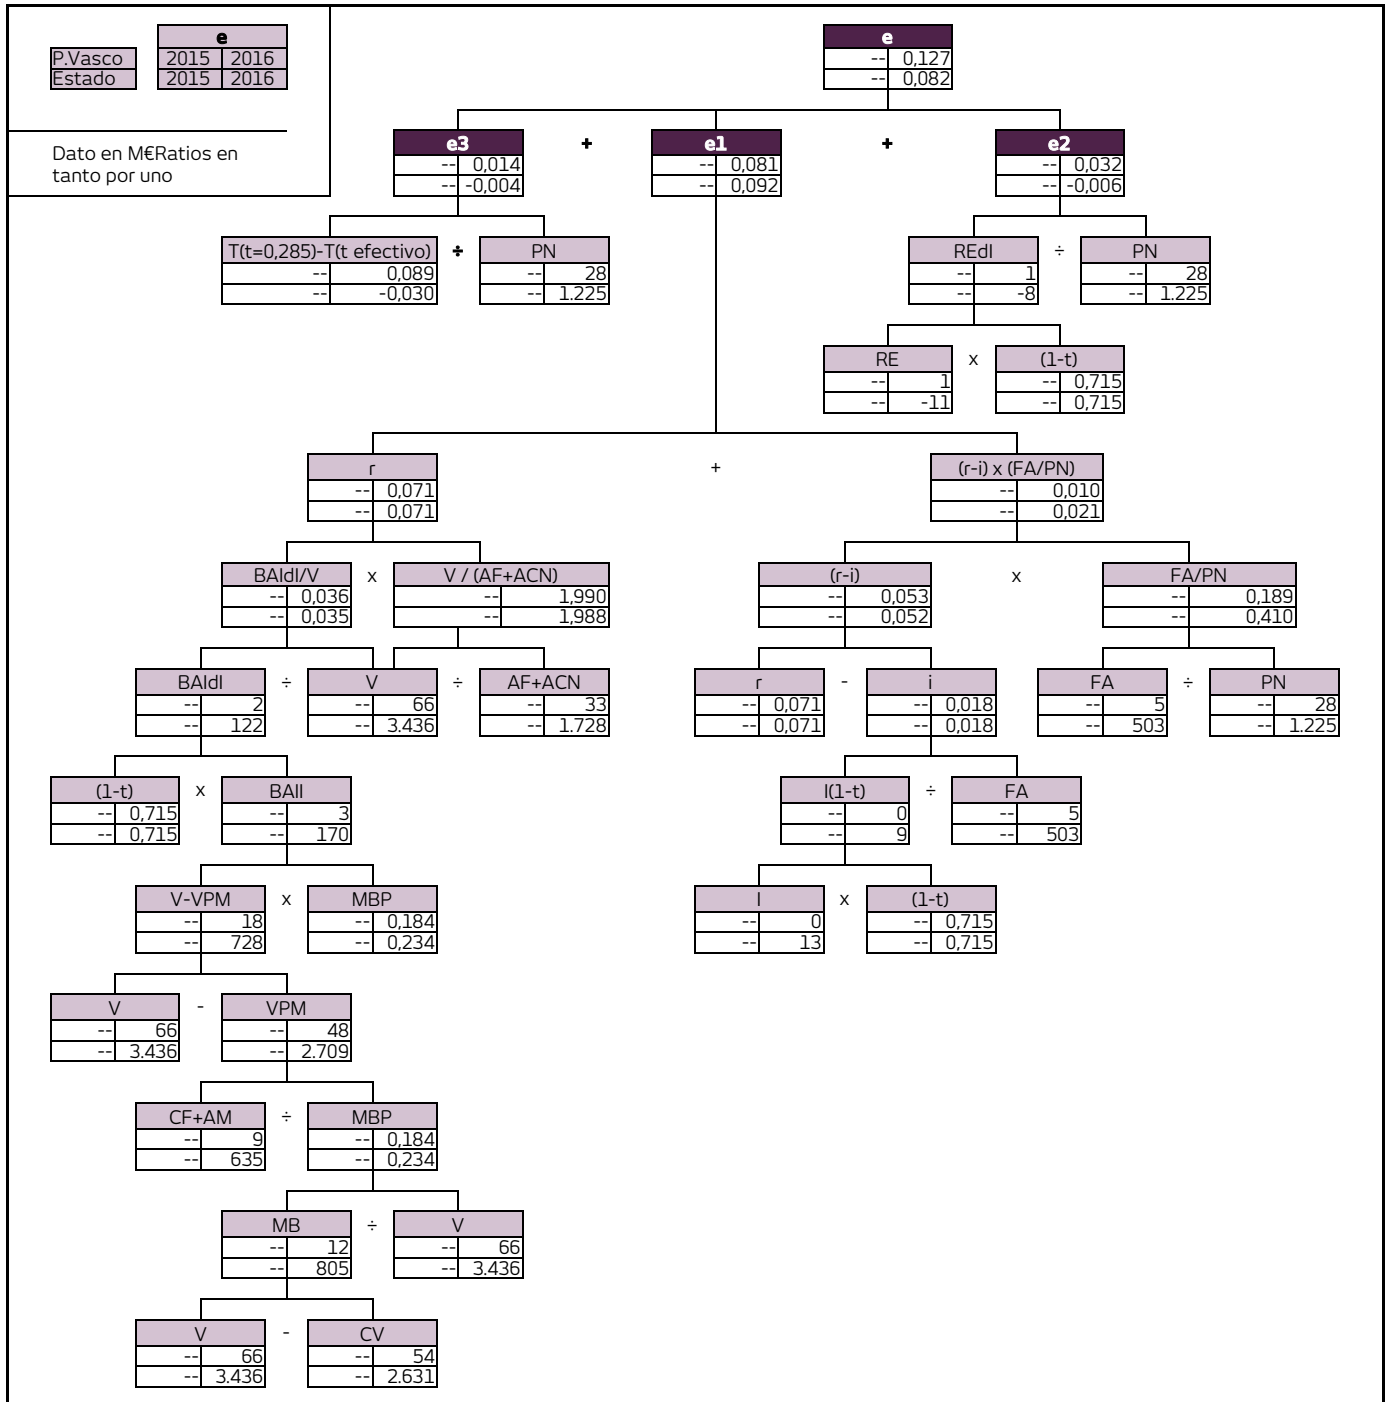 e
P.Vasco 2015 2016
Estado 2015 2016
Dato en M€Ratios en
tanto por uno
e
-- 0,127
-- 0,082
e3 + e1 + e2
-- 0,014 -- 0,081 -- 0,032
-- -0,004 -- 0,092 -- -0,006
T(t=0,285)-T(t efectivo) ÷ PN REdI ÷ PN
-- 0,089 -- 28 -- 1 -- 28
-- -0,030 -- 1.225 -- -8 -- 1.225
RE x (1-t)
-- 1 -- 0,715
-- -11 -- 0,715
r + (r-i) x (FA/PN)
-- 0,071 -- 0,010
-- 0,071 -- 0,021
BAIdI/V x V / (AF+ACN) (r-i) x FA/PN
-- 0,036 -- 1,990 -- 0,053 -- 0,189
-- 0,035 -- 1,988 -- 0,052 -- 0,410
BAIdI ÷ V ÷ AF+ACN r - i FA ÷ PN
-- 2 -- 66 -- 33 -- 0,071 -- 0,018 -- 5 -- 28
-- 122 -- 3.436 -- 1.728 -- 0,071 -- 0,018 -- 503 -- 1.225
(1-t) x BAII I(1-t) ÷ FA
-- 0,715 -- 3 -- 0 -- 5
-- 0,715 -- 170 -- 9 -- 503
V-VPM x MBP I x (1-t)
-- 18 -- 0,184 -- 0 -- 0,715
-- 728 -- 0,234 -- 13 -- 0,715
V - VPM
-- 66 -- 48
-- 3.436 -- 2.709
CF+AM ÷ MBP
-- 9 -- 0,184
-- 635 -- 0,234
MB ÷ V
-- 12 -- 66
-- 805 -- 3.436
V - CV
-- 66 -- 54
-- 3.436 -- 2.631